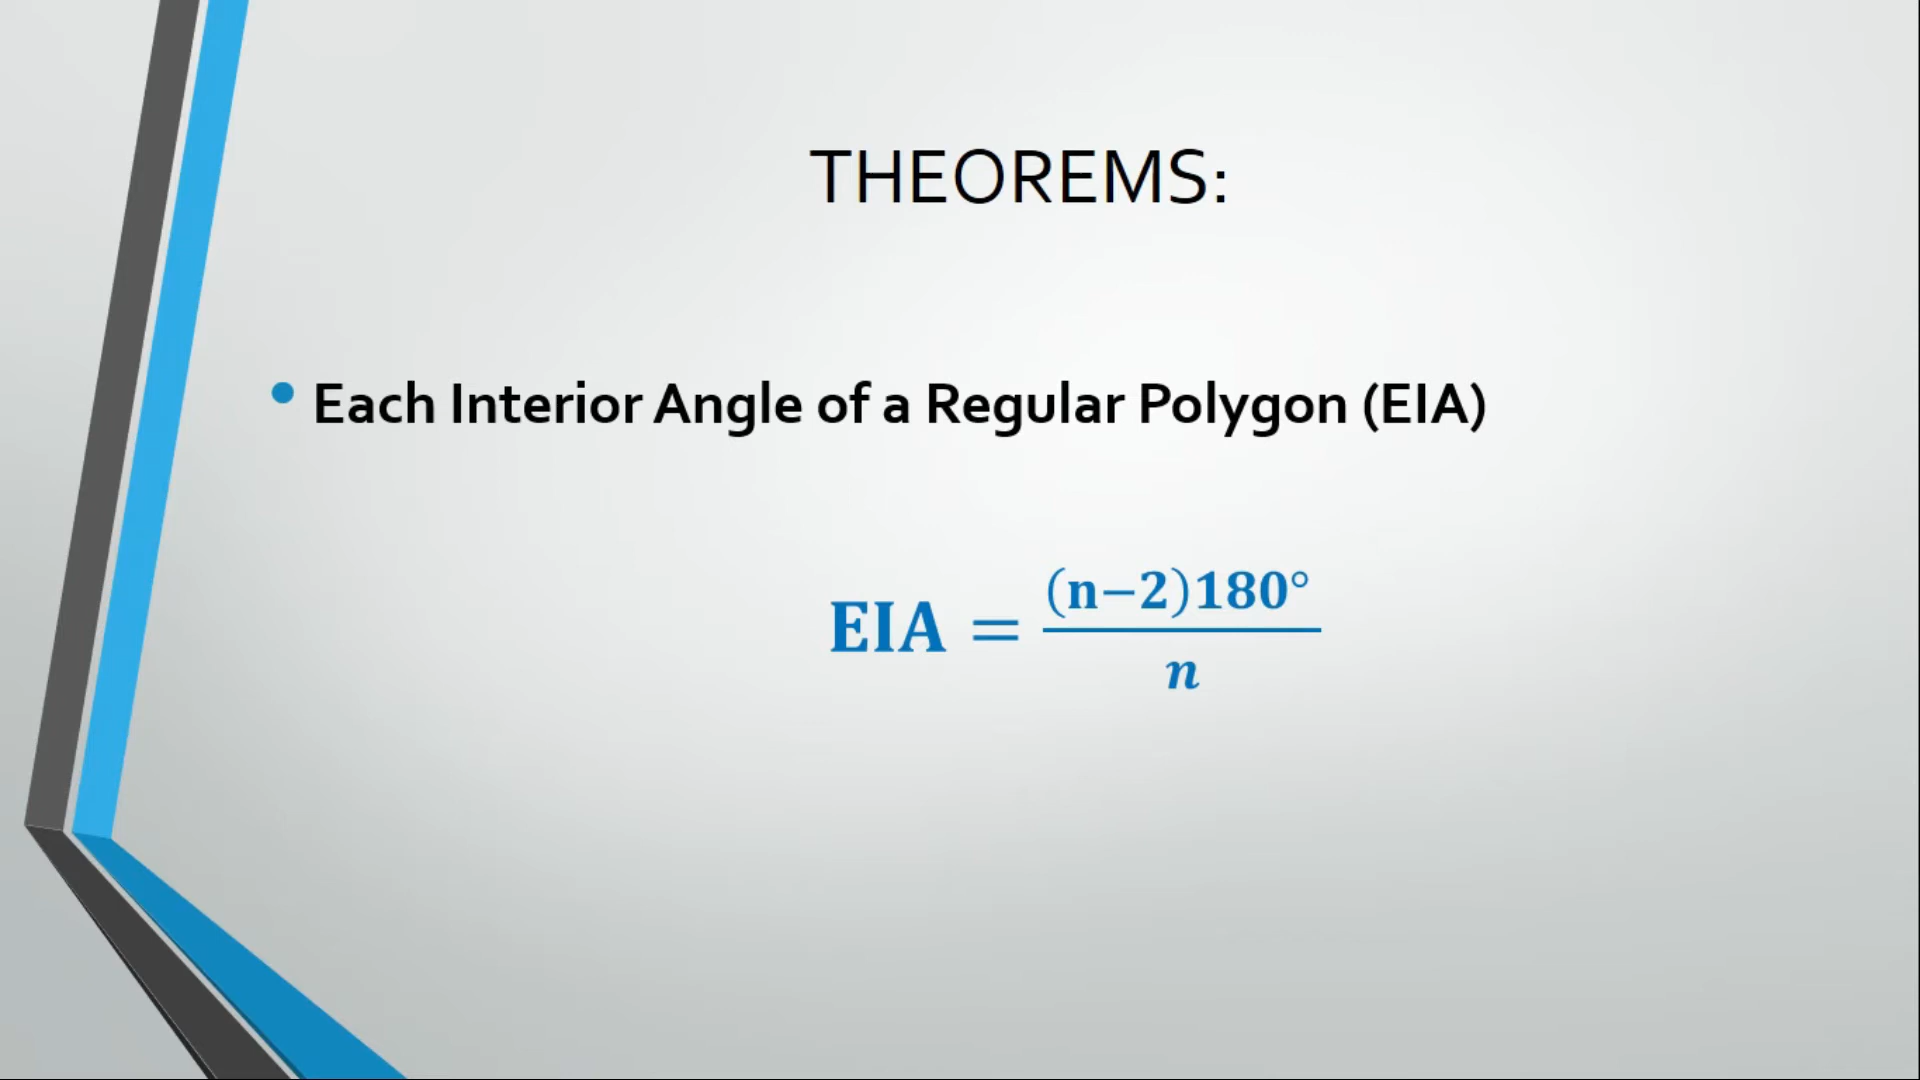 THEOREMS:
• Each Interior Angle of a Regular Polygon (EIA)
EIA = (n−2)180° / n